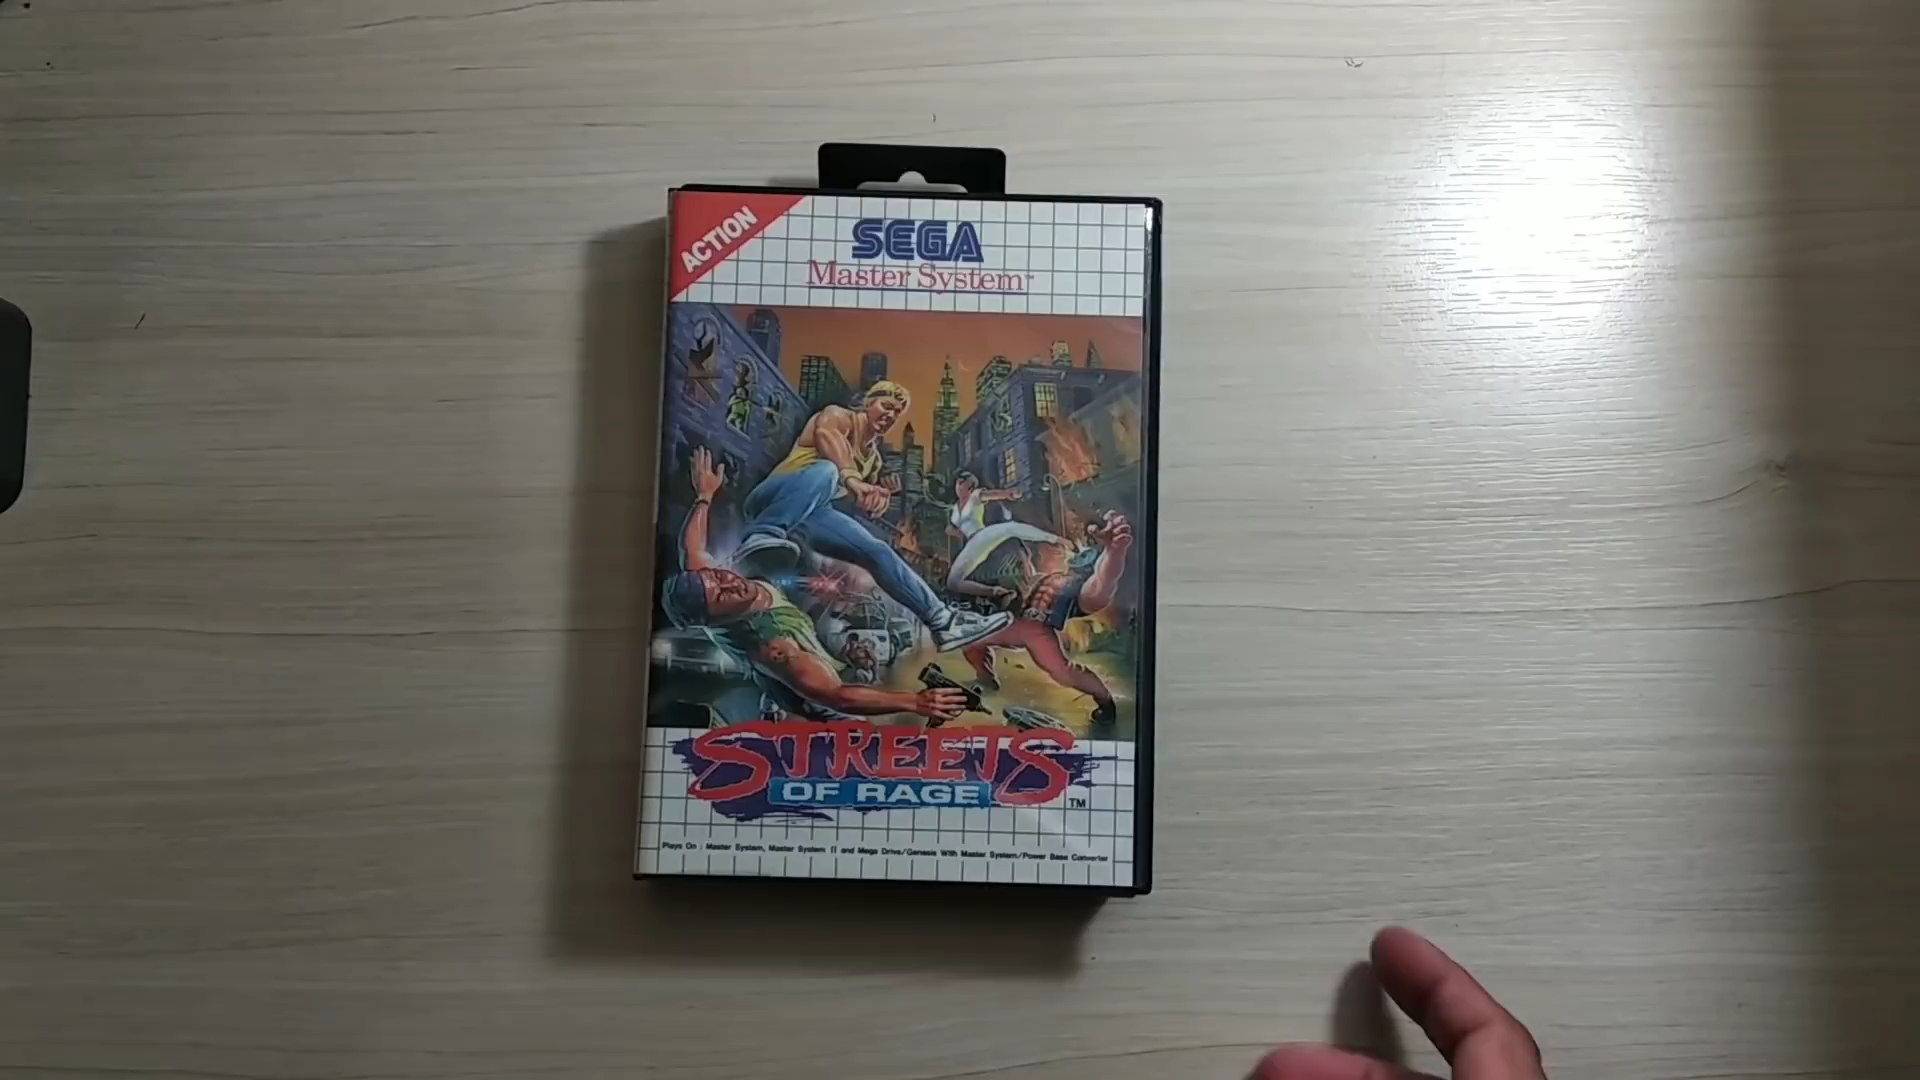 ACTION
SEGA
Master System™
STREETS
OF RAGE
TM
Plays On : Master System, Master System II and Mega Drive/Genesis With Master System/Power Base Converter